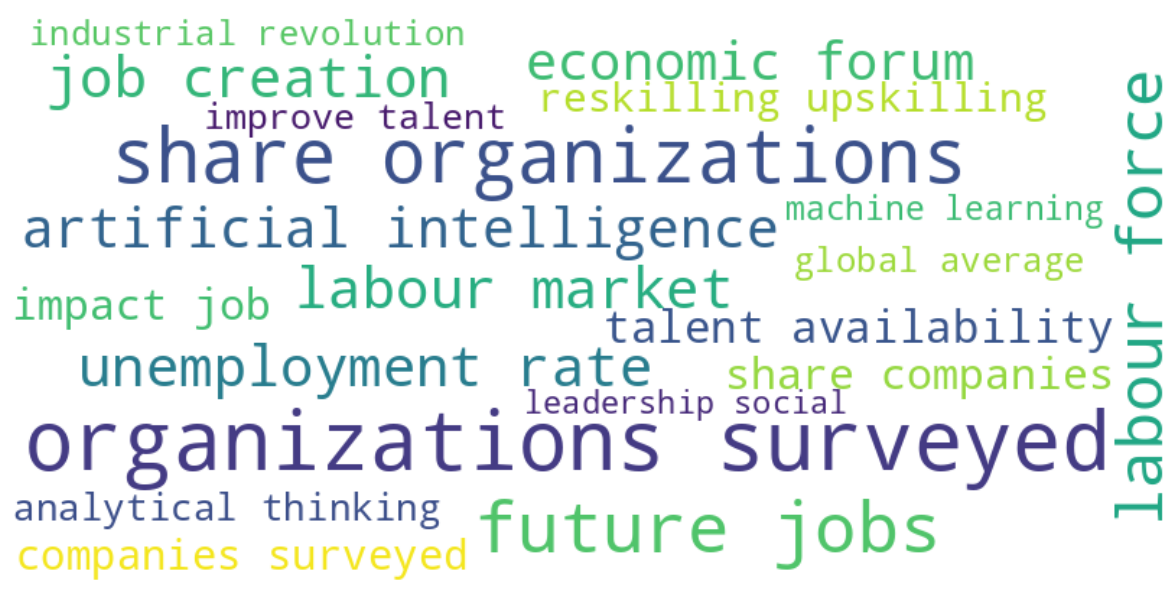 industrial revolution
job creation
economic forum
improve talent
reskilling upskilling
share organizations
artificial intelligence
machine learning
global average
impact job
labour market
talent availability
unemployment rate
share companies
leadership social
organizations surveyed
analytical thinking
future jobs
companies surveyed
labour force